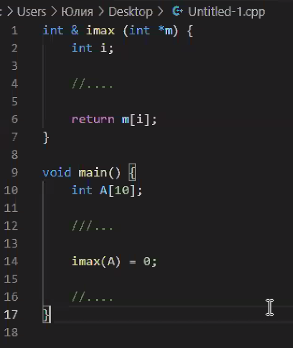 : > Users > Юлия > Desktop > Untitled-1.cpp
1 int & imax (int *m) {
2 int i;
3
4 //....
5
6 return m[i];
7 }
8
9 void main() {
10 int A[10];
11
12 ///...
13
14 imax(A) = 0;
15
16 //....
17 }
18